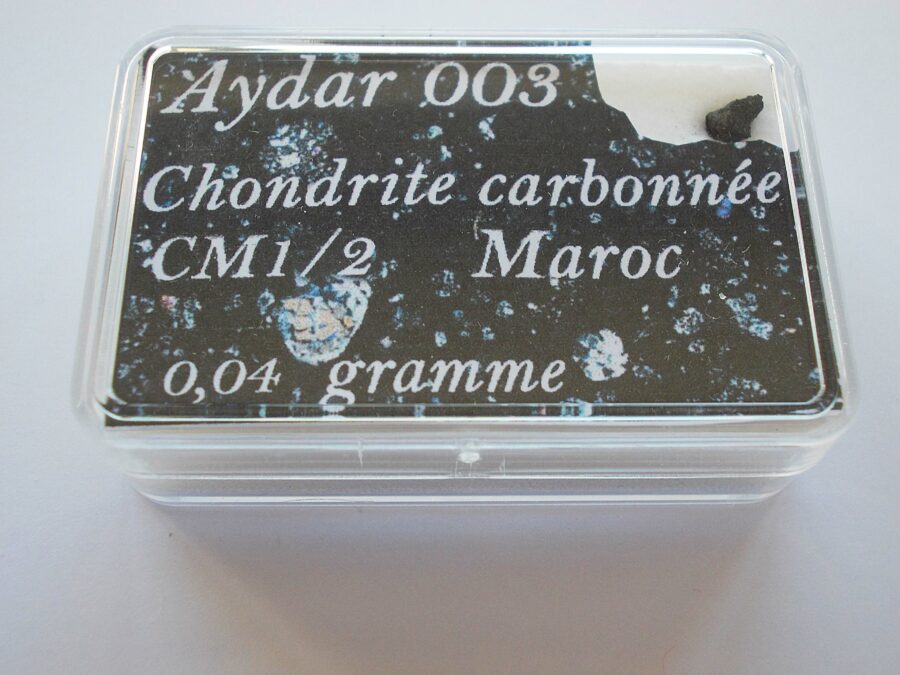 Aydar 003
Chondrite carbonnée
CM1/2 Maroc
0,04 gramme